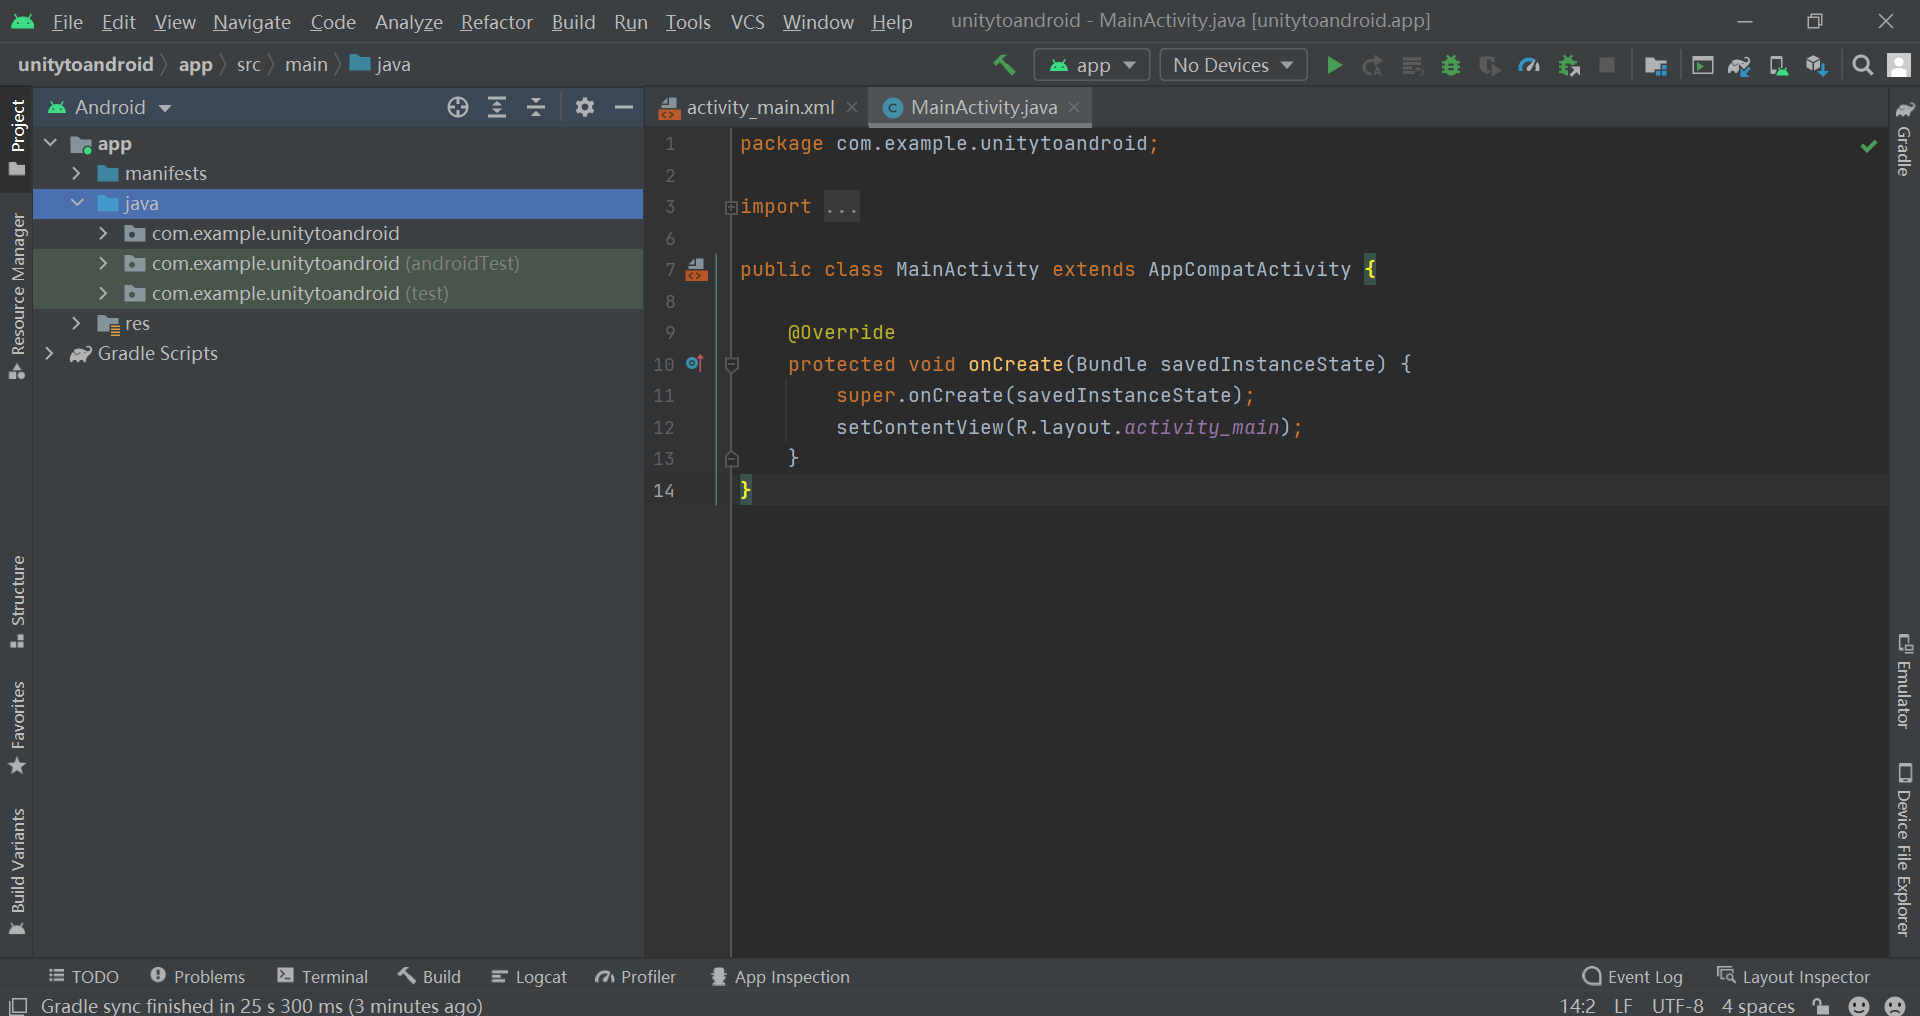 File Edit View Navigate Code Analyze Refactor Build Run Tools VCS Window Help unitytoandroid - MainActivity.java [unitytoandroid.app]
unitytoandroid app src main java
app No Devices
Android
activity_main.xml MainActivity.java
Project
Resource Manager
Structure
Favorites
Build Variants
app
manifests
java
com.example.unitytoandroid
com.example.unitytoandroid (androidTest)
com.example.unitytoandroid (test)
res
Gradle Scripts
1 package com.example.unitytoandroid;
2
3 import ...
6
7 public class MainActivity extends AppCompatActivity {
8
9 @Override
10 protected void onCreate(Bundle savedInstanceState) {
11 super.onCreate(savedInstanceState);
12 setContentView(R.layout.activity_main);
13 }
14 }
Gradle
Emulator
Device File Explorer
TODO Problems Terminal Build Logcat Profiler App Inspection Event Log Layout Inspector
Gradle sync finished in 25 s 300 ms (3 minutes ago) 14:2 LF UTF-8 4 spaces